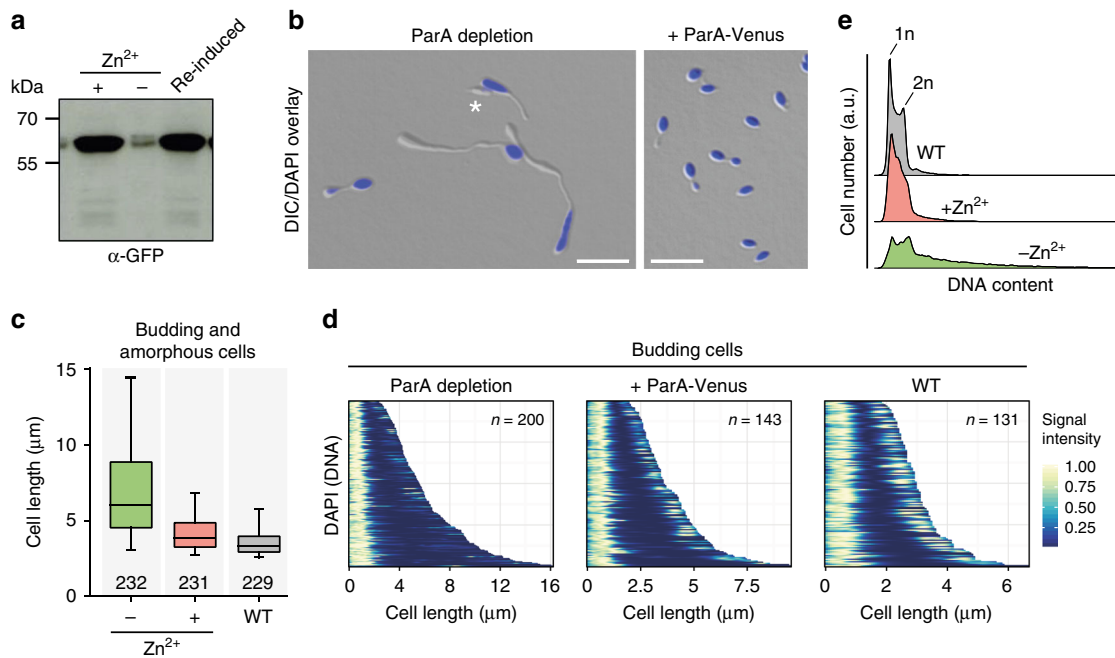 a
Zn2+
+
−
Re-induced
kDa
70
55
α-GFP
b
ParA depletion
+ ParA-Venus
DIC/DAPI overlay
*
e
1n
2n
WT
+Zn2+
−Zn2+
Cell number (a.u.)
DNA content
c
Budding and
amorphous cells
15
10
5
0
Cell length (μm)
232
231
229
−
+
WT
Zn2+
d
Budding cells
ParA depletion
+ ParA-Venus
WT
n = 200
n = 143
n = 131
DAPI (DNA)
0 4 8 12 16
0 2.5 5 7.5
0 2 4 6
Cell length (μm)
Cell length (μm)
Cell length (μm)
Signal
intensity
1.00
0.75
0.50
0.25